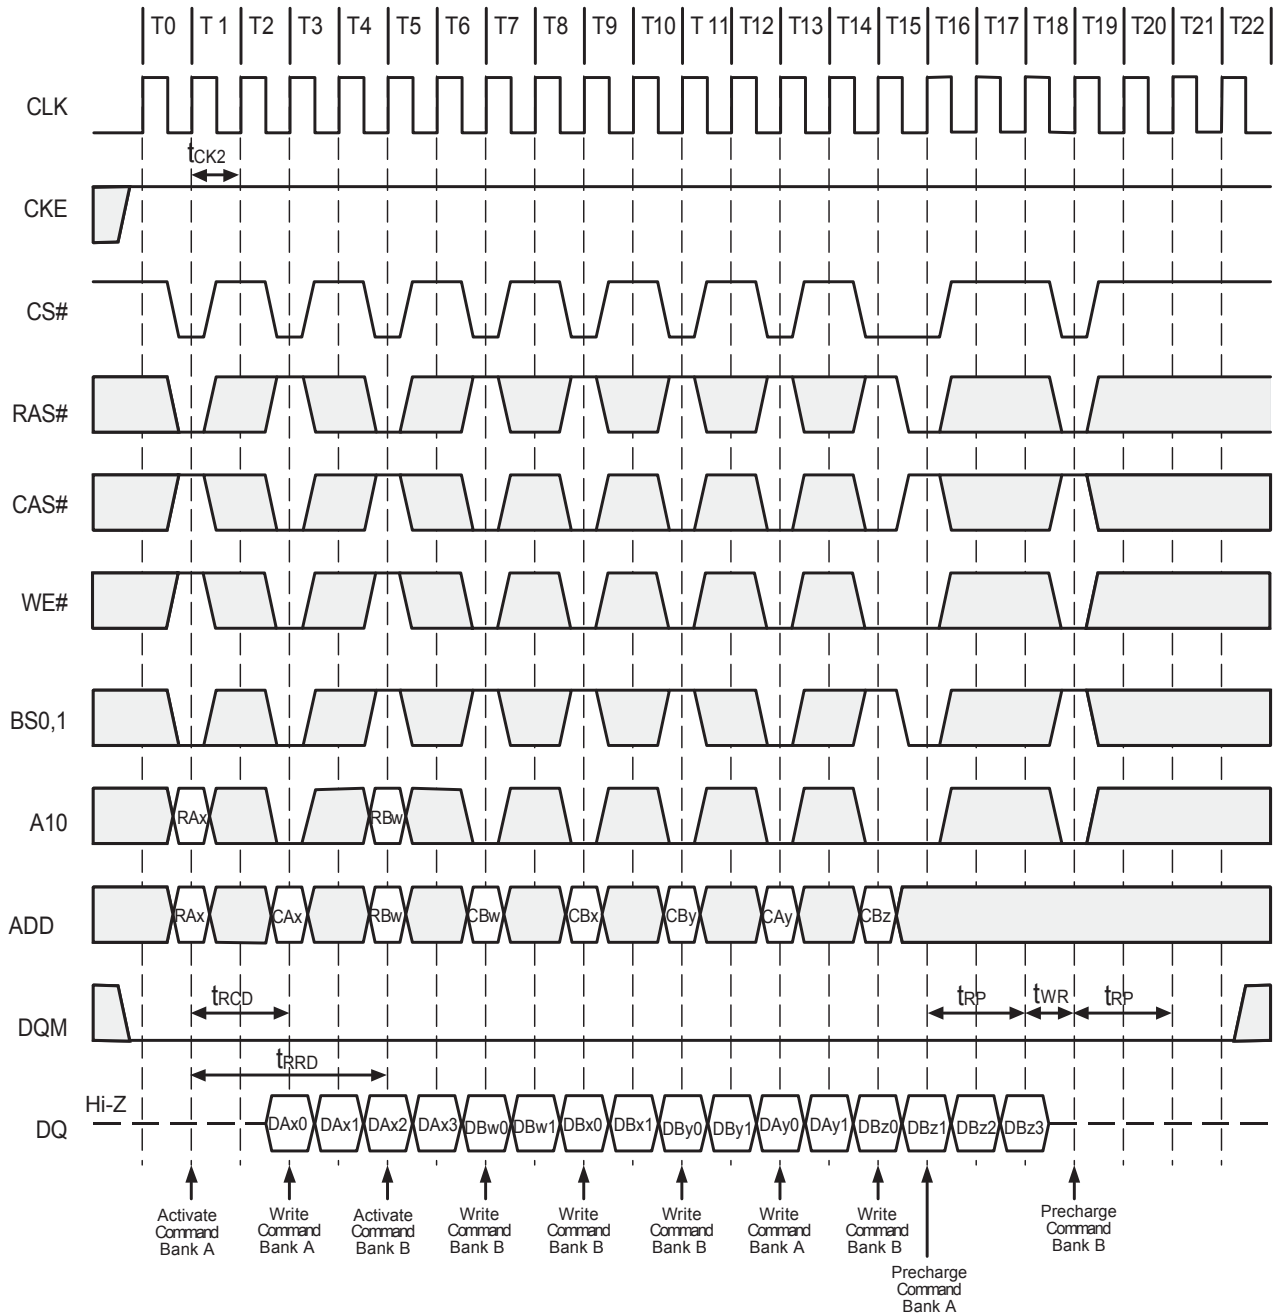 T0 T 1 T2 T3 T4 T5 T6 T7 T8 T9 T10 T 11 T12 T13 T14 T15 T16 T17 T18 T19 T20 T21 T22
CLK
tCK2
CKE
CS#
RAS#
CAS#
WE#
BS0,1
A10 RAx RBw
ADD RAx CAx RBw CBw CBx CBy CAy CBz
tRCD tRP tWR tRP
DQM
tRRD
Hi-Z
DQ DAx0 DAx1 DAx2 DAx3 DBw0 DBw1 DBx0 DBx1 DBy0 DBy1 DAy0 DAy1 DBz0 DBz1 DBz2 DBz3
Activate
Command
Bank A
Write
Command
Bank A
Activate
Command
Bank B
Write
Command
Bank B
Write
Command
Bank B
Write
Command
Bank B
Write
Command
Bank A
Write
Command
Bank B
Precharge
Command
Bank A
Precharge
Command
Bank B